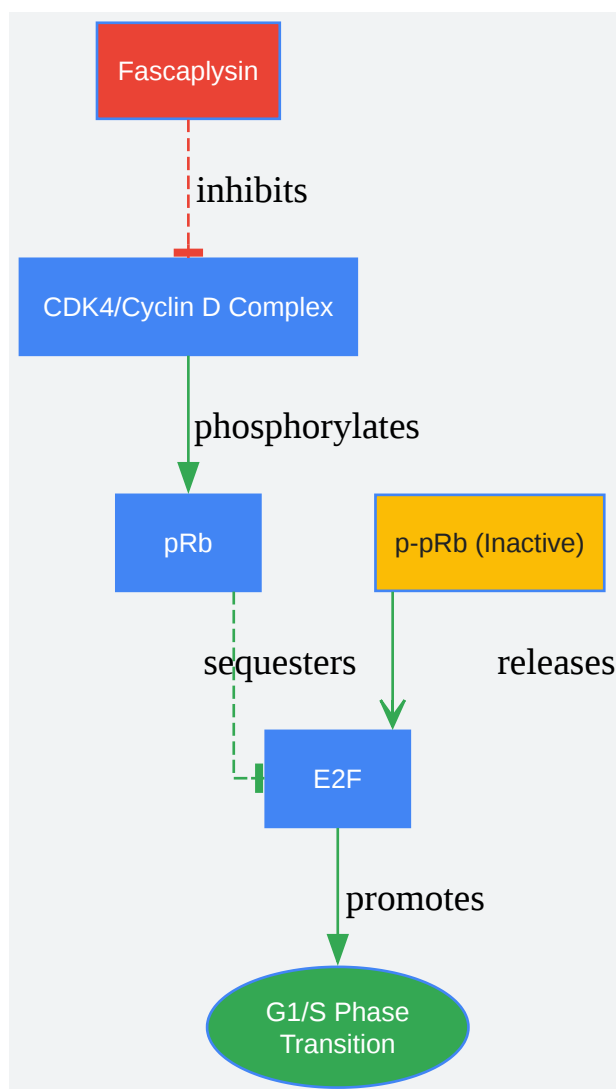 Fascaplysin
inhibits
CDK4/Cyclin D Complex
phosphorylates
pRb
p-pRb (Inactive)
sequesters
releases
E2F
promotes
G1/S Phase
Transition